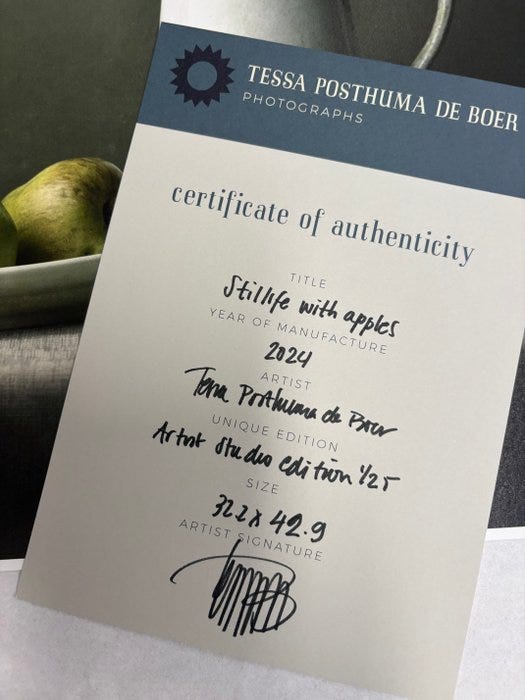 TESSA POSTHUMA DE BOER
PHOTOGRAPHS
certificate of authenticity
TITLE
Stillife with apples
YEAR OF MANUFACTURE
2024
ARTIST
Tessa Posthuma de Boer
UNIQUE EDITION
Artist studio edition 1/25
SIZE
32.2 x 42.9
ARTIST SIGNATURE